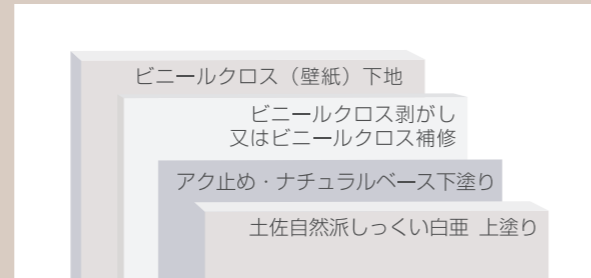 ビニールクロス（壁紙）下地
ビニールクロス剥がし
又はビニールクロス補修
アク止め・ナチュラルベース下塗り
土佐自然派しっくい白亜 上塗り